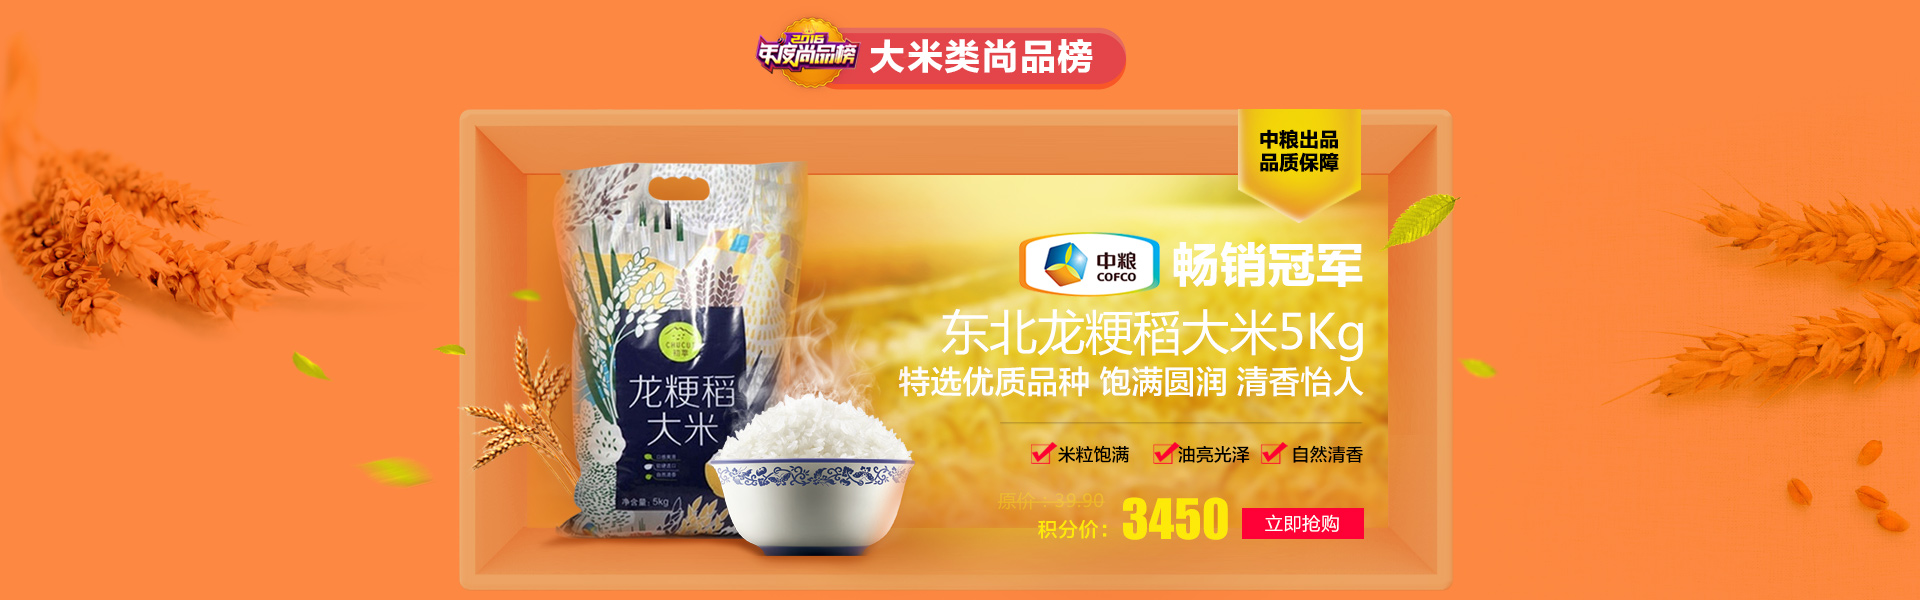 2016
年度尚品榜
大米类尚品榜
中粮出品
品质保障
中粮
COFCO
畅销冠军
东北龙粳稻大米5Kg
特选优质品种 饱满圆润 清香怡人
米粒饱满 油亮光泽 自然清香
原价：39.90
积分价：3450
立即抢购
CHUCUI
初萃
龙粳稻
大米
净含量：5kg